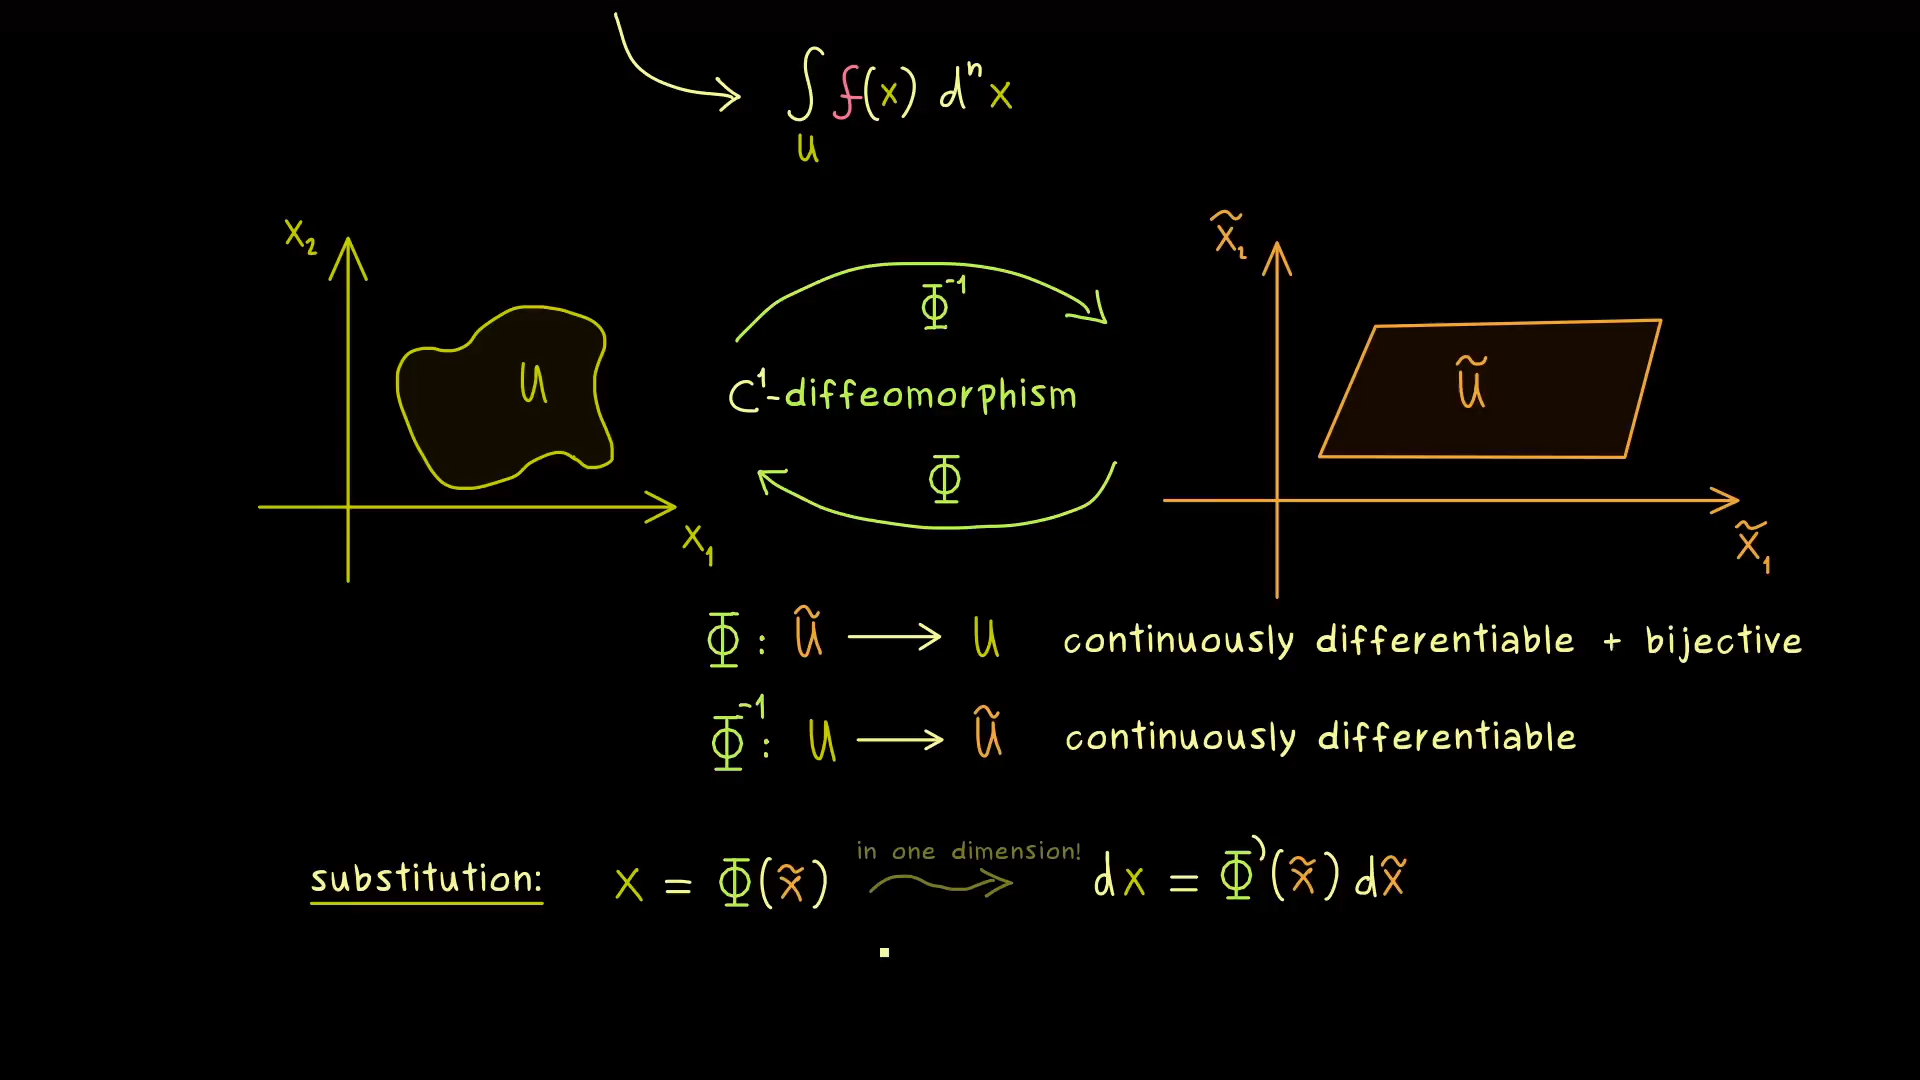 ∫_U f(x) dⁿx
x₂
x̃₂
Φ⁻¹
U
Ũ
C¹-diffeomorphism
Φ
x₁
x̃₁
Φ : Ũ ⟶ U continuously differentiable + bijective
Φ⁻¹ : U ⟶ Ũ continuously differentiable
in one dimension!
substitution: x = Φ(x̃) ⇝ dx = Φ'(x̃) dx̃